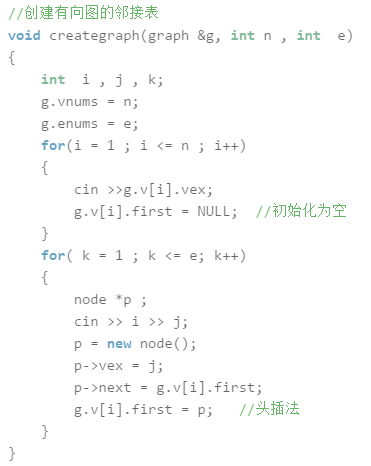 //创建有向图的邻接表
void creategraph(graph &g, int n , int  e)
{
    int  i , j , k;
    g.vnums = n;
    g.enums = e;
    for(i = 1 ; i <= n ; i++)
    {
        cin >>g.v[i].vex;
        g.v[i].first = NULL;  //初始化为空
    }
    for( k = 1 ; k <= e; k++)
    {
        node *p ;
        cin >> i >> j;
        p = new node();
        p->vex = j;
        p->next = g.v[i].first;
        g.v[i].first = p;   //头插法
    }
}